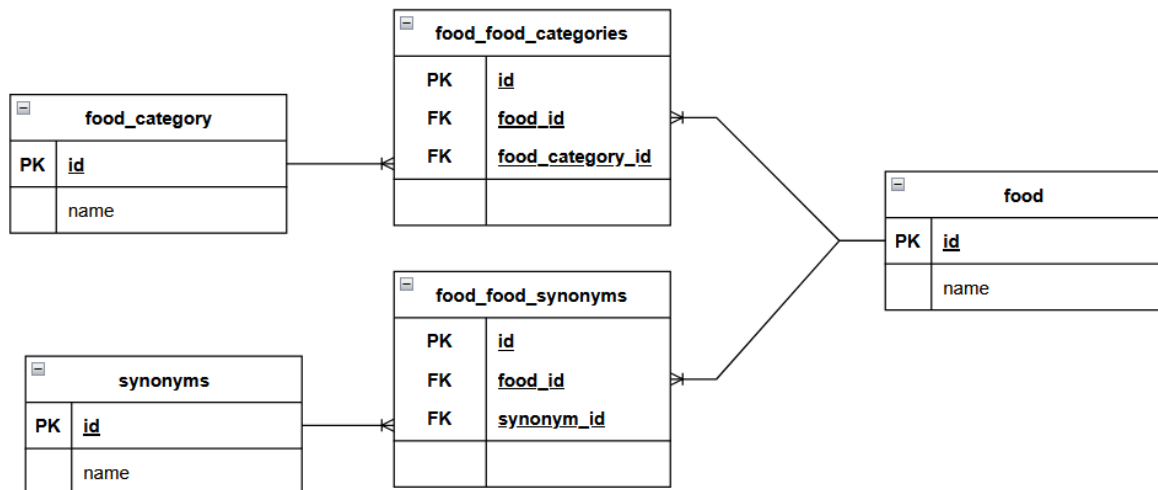 food_food_categories
PK id
FK food_id
FK food_category_id
food_category
PK id
name
food
PK id
name
food_food_synonyms
PK id
FK food_id
FK synonym_id
synonyms
PK id
name